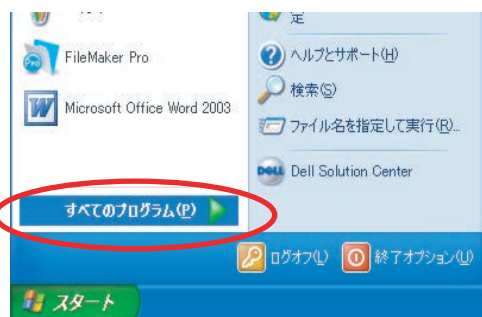 FileMaker Pro
Microsoft Office Word 2003
すべてのプログラム(P)
定
ヘルプとサポート(H)
検索(S)
ファイル名を指定して実行(R)...
Dell Solution Center
ログオフ(L)
終了オプション(U)
スタート